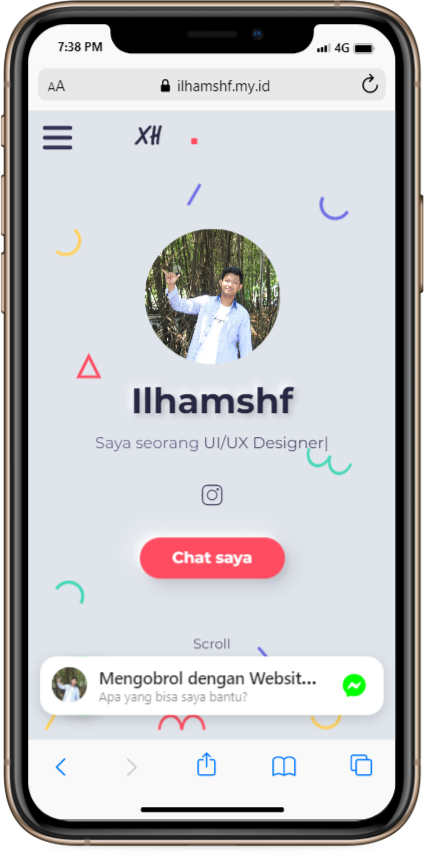 7:38 PM
4G
AA
ilhamshf.my.id
XH
Ilhamshf
Saya seorang UI/UX Designer|
Chat saya
Scroll
Mengobrol dengan Websit...
Apa yang bisa saya bantu?